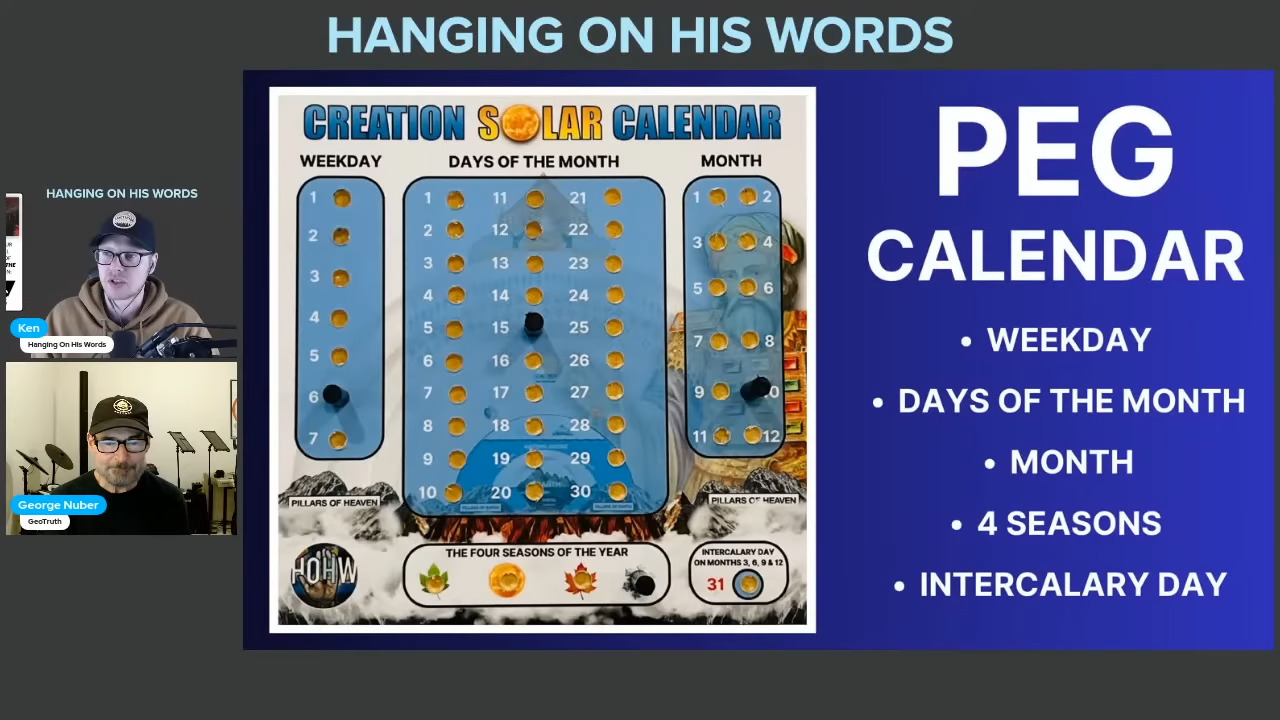 HANGING ON HIS WORDS
HANGING ON HIS WORDS
Ken
Hanging On His Words
George Nuber
GeoTruth
CREATION SOLAR CALENDAR
WEEKDAY
1
2
3
4
5
6
7
DAYS OF THE MONTH
1 11 21
2 12 22
3 13 23
4 14 24
5 15 25
6 16 26
7 17 27
8 18 28
9 19 29
10 20 30
MONTH
1 2
3 4
5 6
7 8
9 0
11 12
PILLARS OF HEAVEN
PILLARS OF HEAVEN
HOHW
THE FOUR SEASONS OF THE YEAR
INTERCALARY DAY
ON MONTHS 3, 6, 9 & 12
31
PEG
CALENDAR
• WEEKDAY
• DAYS OF THE MONTH
• MONTH
• 4 SEASONS
• INTERCALARY DAY